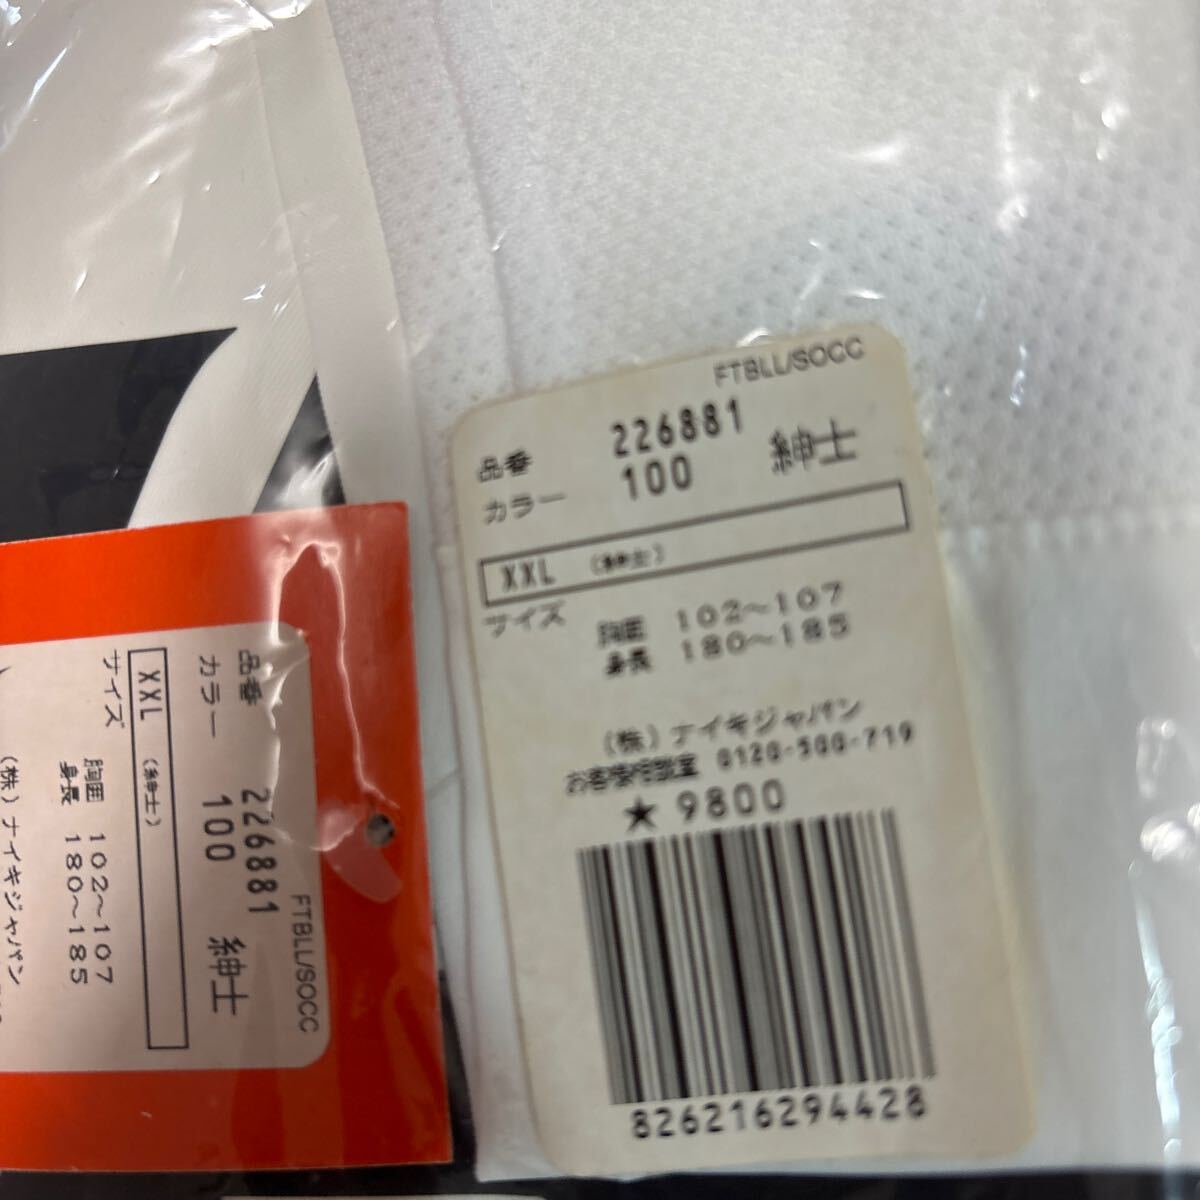 FTBLL/SOCC
品番 226881
カラー 100 紳士
XXL (紳士)
サイズ
胸囲 102〜107
身長 180〜185
(株)ナイキジャパン
お客様相談室 0120-500-719
★ 9800
826216294428
FTBLL/SOCC
品番 226881
カラー 100 紳士
XXL (紳士)
サイズ
胸囲 102〜107
身長 180〜185
(株)ナイキジャパン